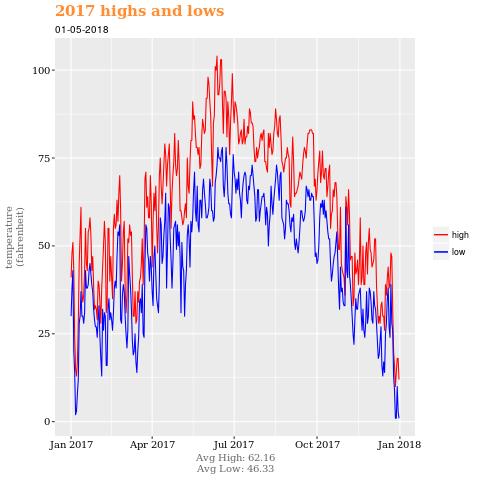 2017 highs and lows
01-05-2018
100
75
50
25
0
temperature
(fahrenheit)
high
low
Jan 2017 Apr 2017 Jul 2017 Oct 2017 Jan 2018
Avg High: 62.16
Avg Low: 46.33